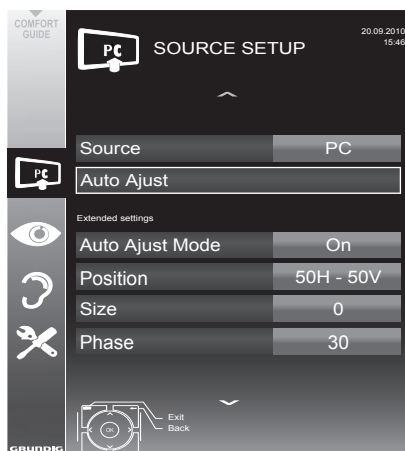 COMFORT
GUIDE
PC
SOURCE SETUP
20.09.2010
15:46
Source PC
PC
Auto Ajust
Extended settings
Auto Ajust Mode On
Position 50H - 50V
Size 0
Phase 30
Exit
OK
Back
GRUNDIG